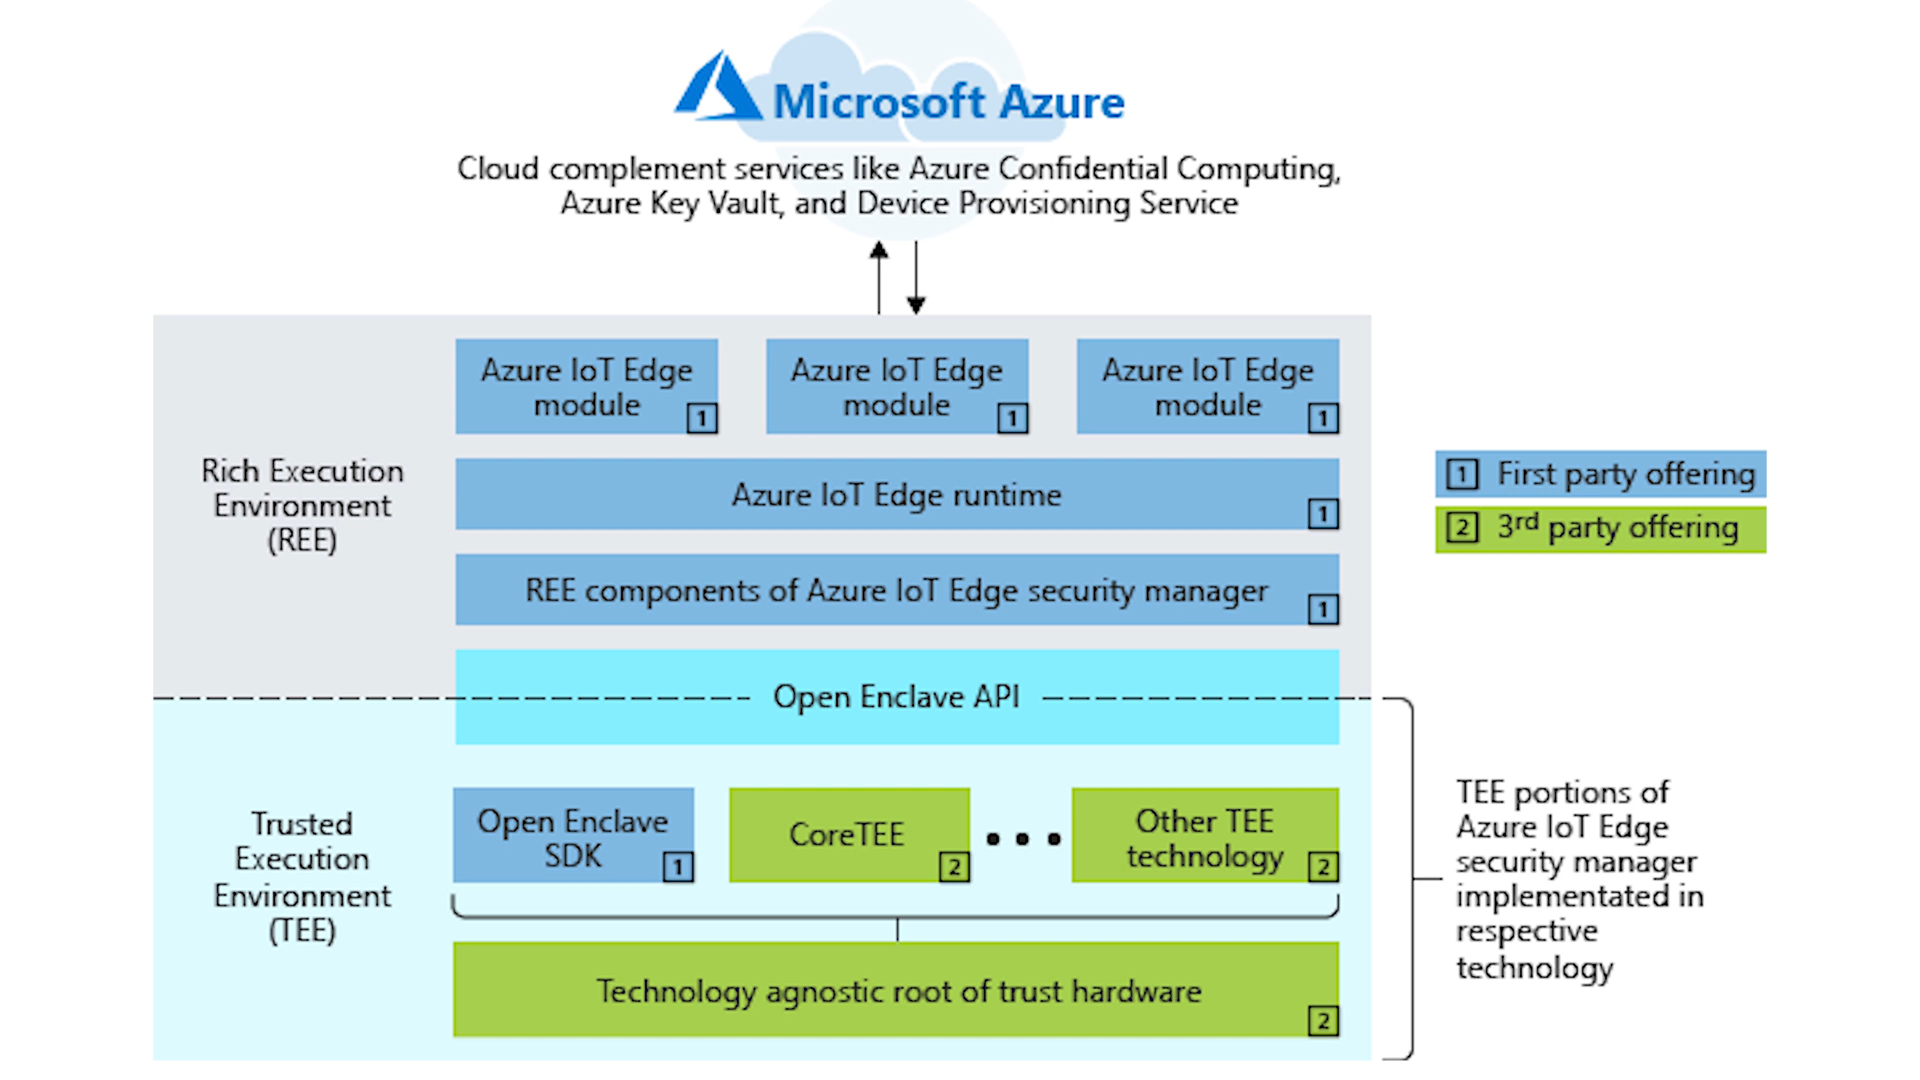 Microsoft Azure
Cloud complement services like Azure Confidential Computing,
Azure Key Vault, and Device Provisioning Service
Azure IoT Edge
module
1
Azure IoT Edge
module
1
Azure IoT Edge
module
1
Rich Execution
Environment
(REE)
Azure IoT Edge runtime
1
REE components of Azure IoT Edge security manager
1
1 First party offering
2 3rd party offering
Open Enclave API
Trusted
Execution
Environment
(TEE)
Open Enclave
SDK
1
CoreTEE
2
Other TEE
technology
2
Technology agnostic root of trust hardware
2
TEE portions of
Azure IoT Edge
security manager
implementated in
respective
technology